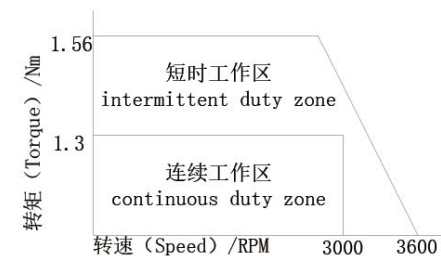 1.56
短时工作区
intermittent duty zone
转矩（Torque）/Nm
1.3
连续工作区
continuous duty zone
转速（Speed）/RPM
3000
3600